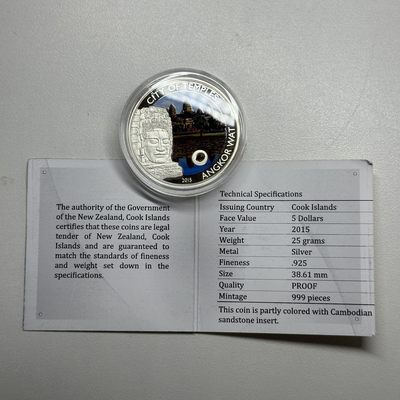 CITY OF TEMPLES
ANGKOR WAT
2015
The authority of the Government
of the New Zealand, Cook Islands
certifies that these coins are legal
tender of New Zealand, Cook
Islands and are guaranteed to
match the standards of fineness
and weight set down in the
specifications.
Technical Specifications
Issuing Country Cook Islands
Face Value 5 Dollars
Year 2015
Weight 25 grams
Metal Silver
Fineness .925
Size 38.61 mm
Quality PROOF
Mintage 999 pieces
This coin is partly colored with Cambodian
sandstone insert.